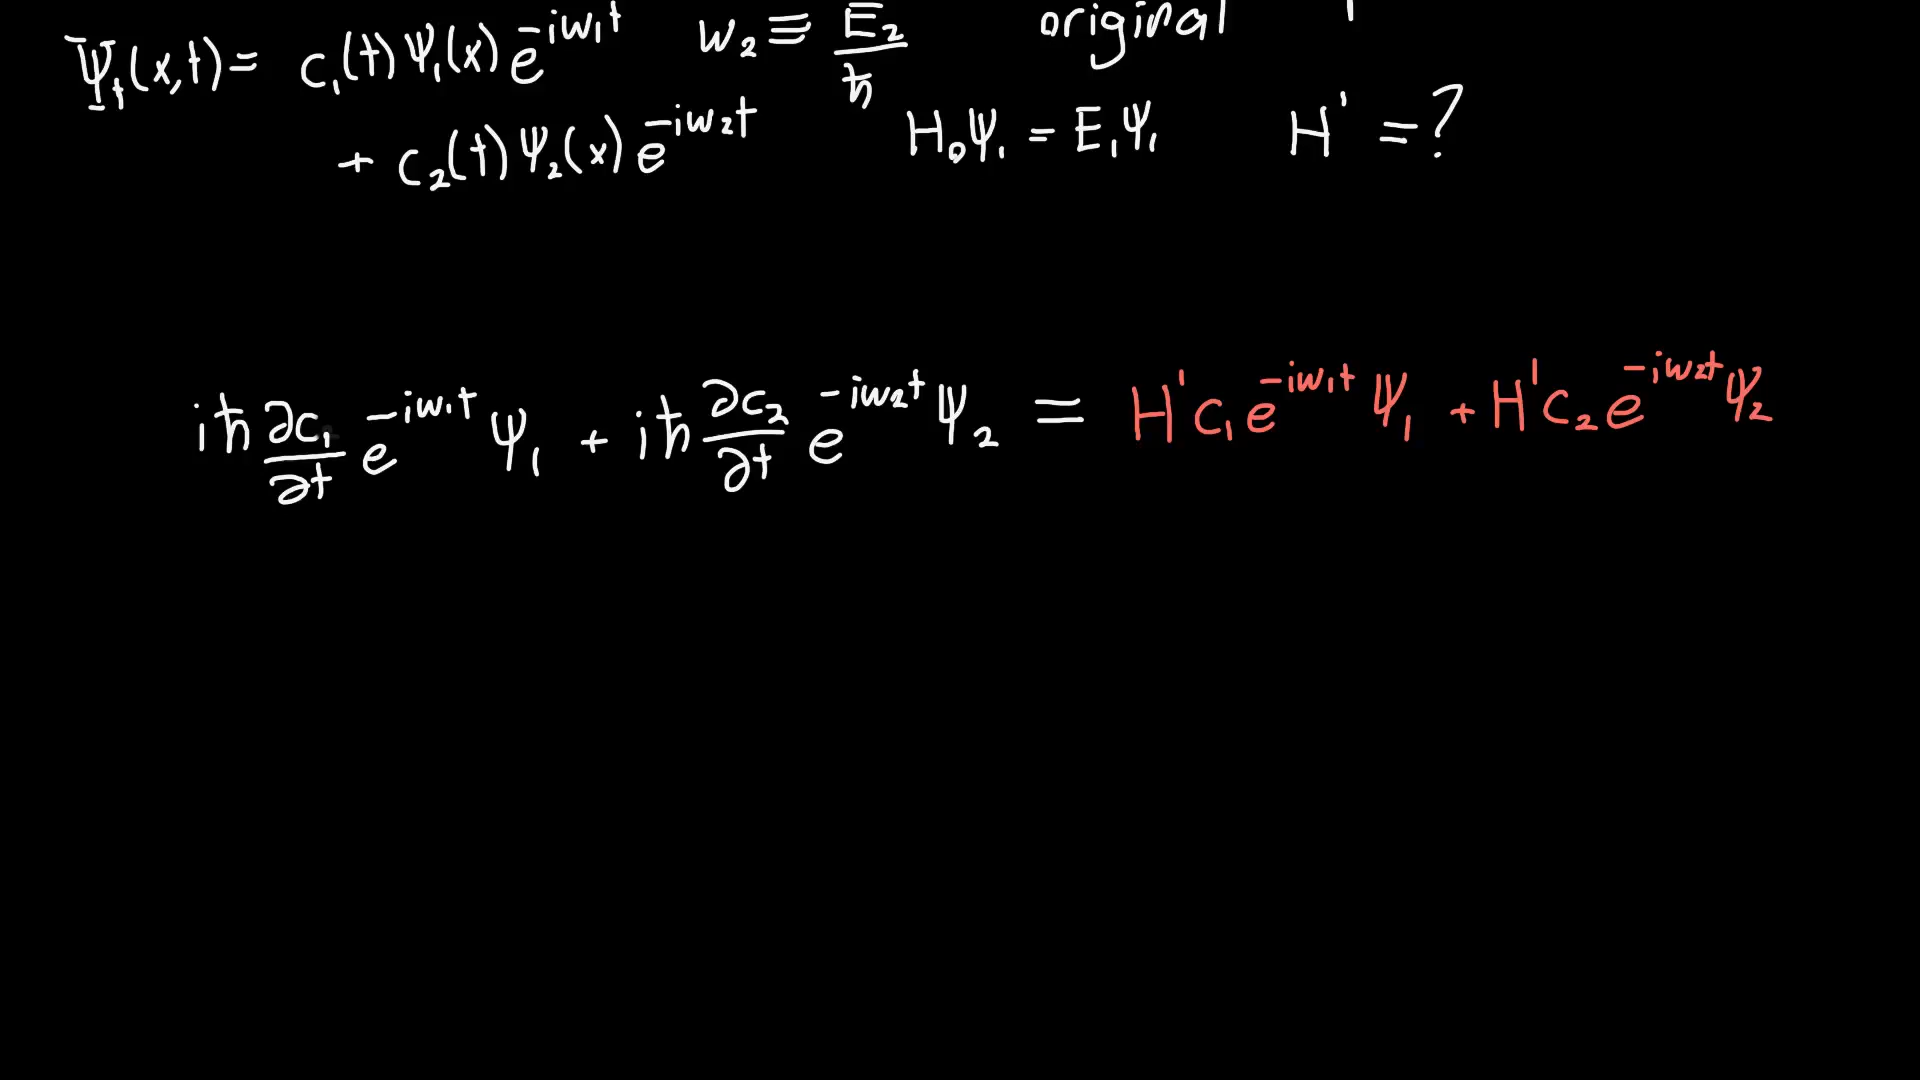 Ψ₊(x,t) = c₁(t) ψ₁(x) e^{-iw₁t}
+ c₂(t) ψ₂(x) e^{-iw₂t}
w₂ ≡ E₂/ħ
original
H₀ψ₁ = E₁ψ₁
H' = ?
iħ ∂c₁/∂t e^{-iw₁t} ψ₁ + iħ ∂c₂/∂t e^{-iw₂t} ψ₂ = H'c₁e^{-iw₁t} ψ₁ + H'c₂e^{-iw₂t} ψ₂